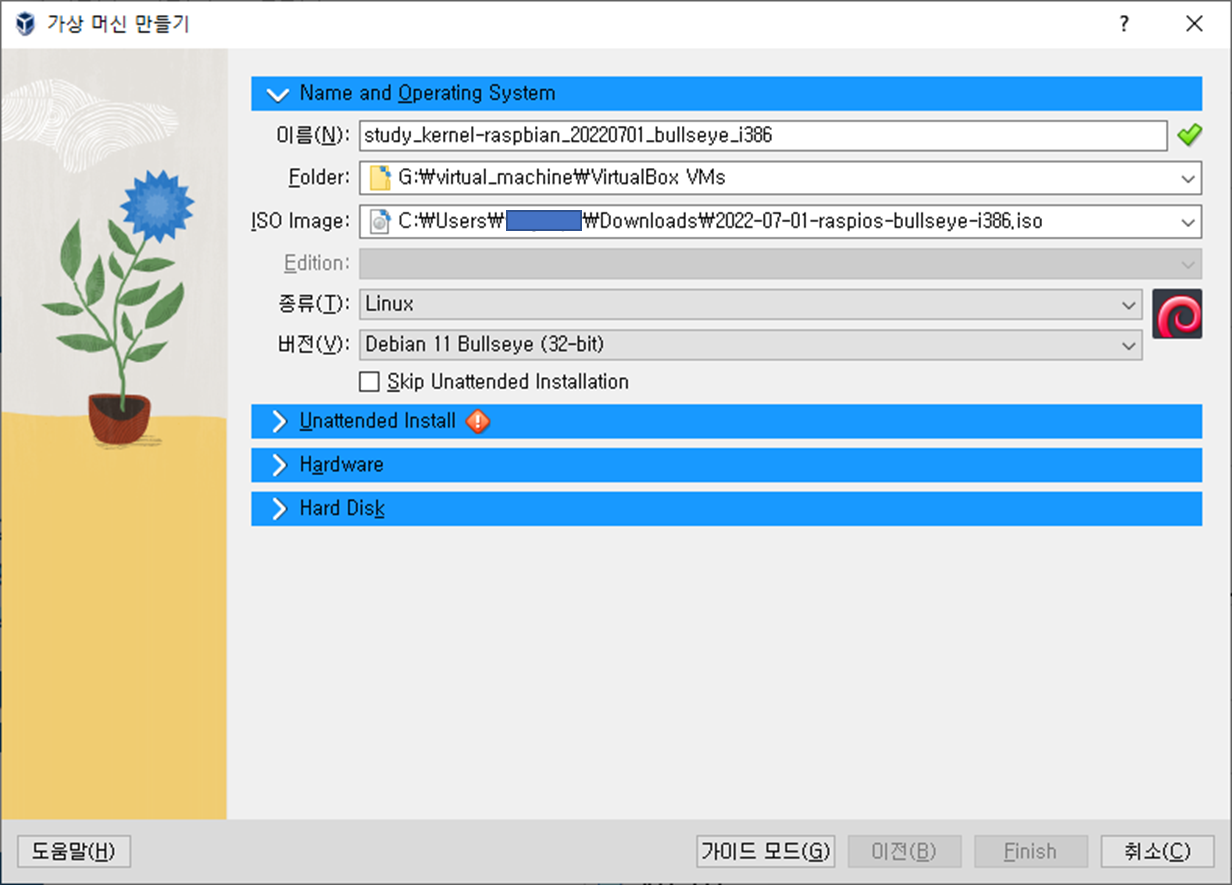 가상 머신 만들기 ?
Name and Operating System
이름(N): study_kernel-raspbian_20220701_bullseye_i386
Folder: G:₩virtual_machine₩VirtualBox VMs
ISO Image: C:₩Users₩ ₩Downloads₩2022-07-01-raspios-bullseye-i386.iso
Edition:
종류(T): Linux
버전(V): Debian 11 Bullseye (32-bit)
Skip Unattended Installation
Unattended Install
Hardware
Hard Disk
도움말(H) 가이드 모드(G) 이전(B) Finish 취소(C)